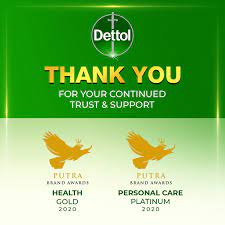 Dettol
THANK YOU
FOR YOUR CONTINUED
TRUST & SUPPORT
PUTRA
BRAND AWARDS
HEALTH
GOLD
2020
PUTRA
BRAND AWARDS
PERSONAL CARE
PLATINUM
2020